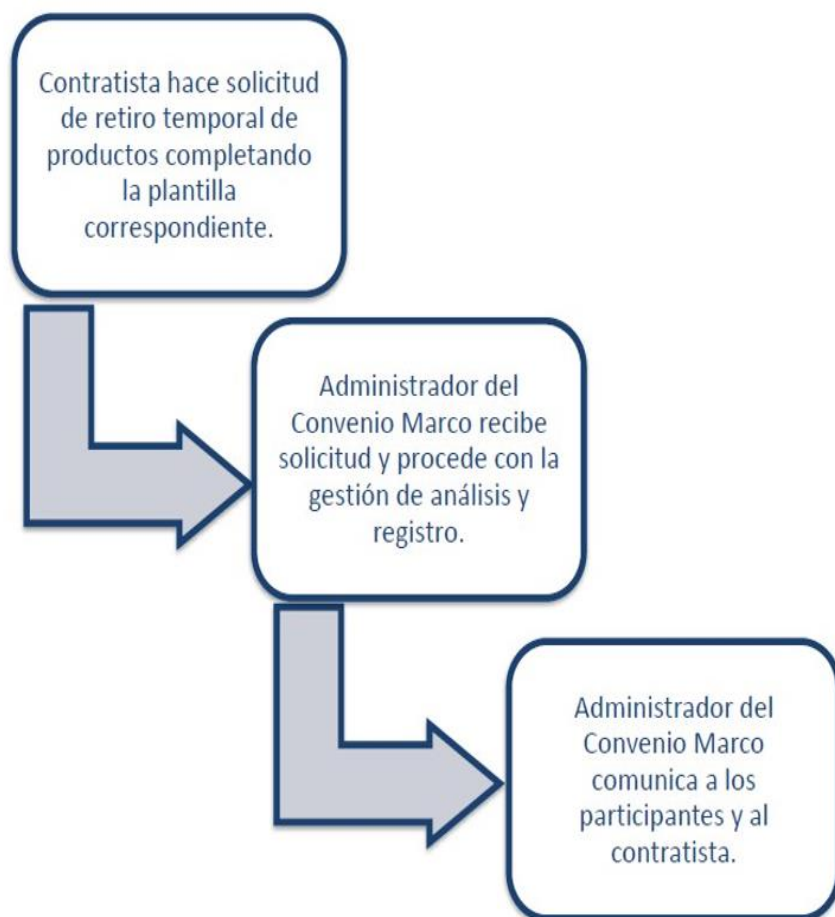 Contratista hace solicitud
de retiro temporal de
productos completando
la plantilla
correspondiente.
Administrador del
Convenio Marco recibe
solicitud y procede con la
gestión de análisis y
registro.
Administrador del
Convenio Marco
comunica a los
participantes y al
contratista.